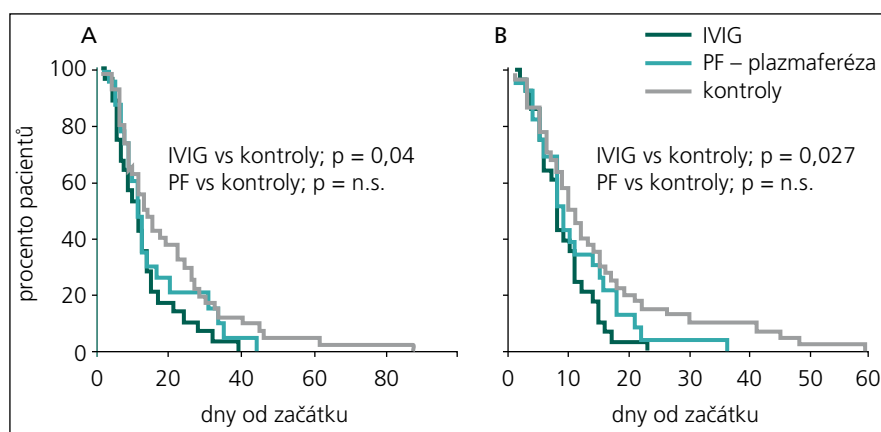 A
B
IVIG
PF – plazmaferéza
kontroly
procento pacientů
100
80
60
40
20
0
IVIG vs kontroly; p = 0,04
PF vs kontroly; p = n.s.
IVIG vs kontroly; p = 0,027
PF vs kontroly; p = n.s.
0 20 40 60 80
0 10 20 30 40 50 60
dny od začátku
dny od začátku